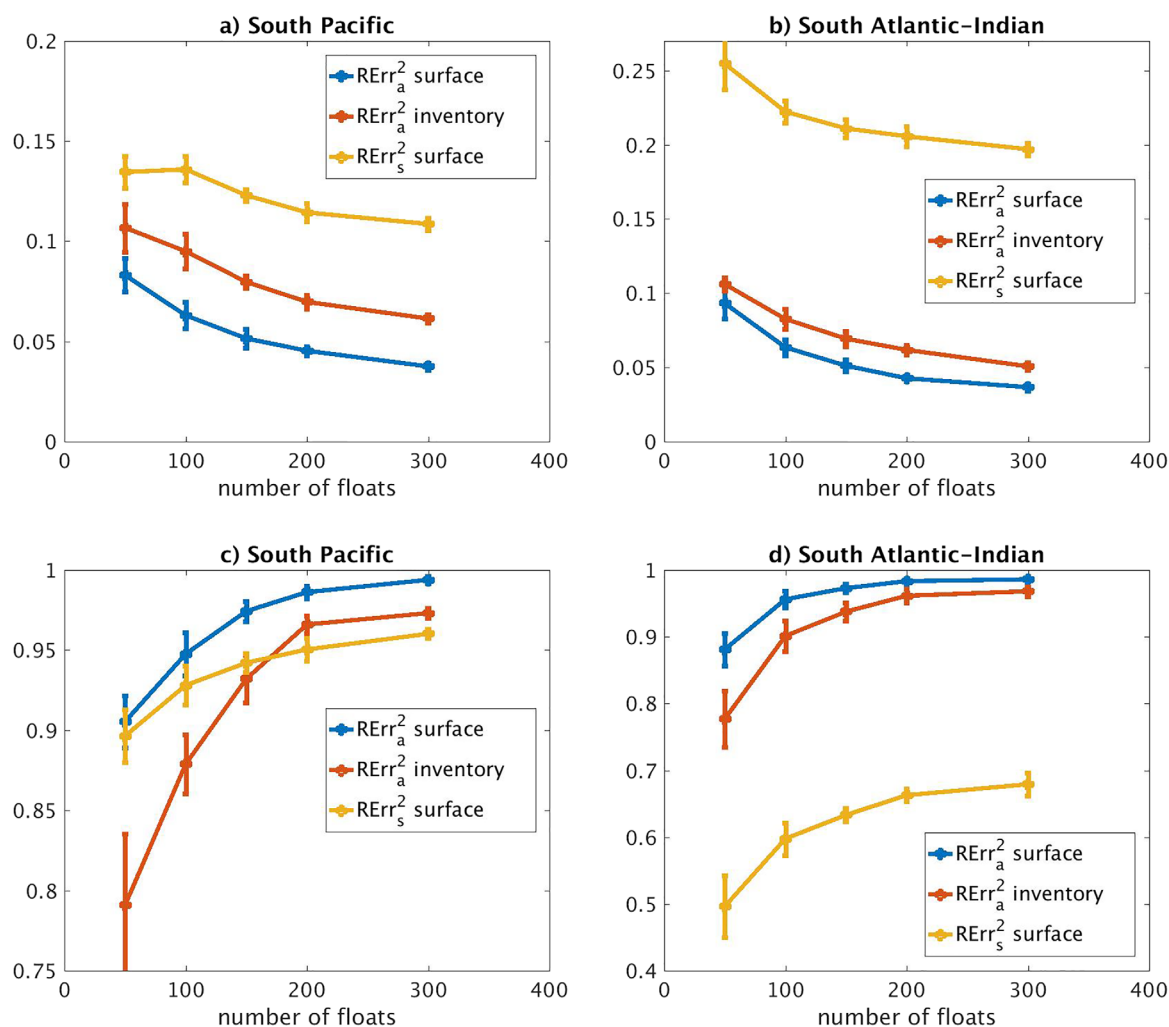 a) South Pacific
0.2
0.15
0.1
0.05
0
0 100 200 300 400
number of floats
RErr²ₐ surface
RErr²ₐ inventory
RErr²ₛ surface
b) South Atlantic–Indian
0.25
0.2
0.15
0.1
0.05
0
0 100 200 300 400
number of floats
RErr²ₐ surface
RErr²ₐ inventory
RErr²ₛ surface
c) South Pacific
1
0.95
0.9
0.85
0.8
0.75
0 100 200 300 400
number of floats
RErr²ₐ surface
RErr²ₐ inventory
RErr²ₛ surface
d) South Atlantic–Indian
1
0.9
0.8
0.7
0.6
0.5
0.4
0 100 200 300 400
number of floats
RErr²ₐ surface
RErr²ₐ inventory
RErr²ₛ surface